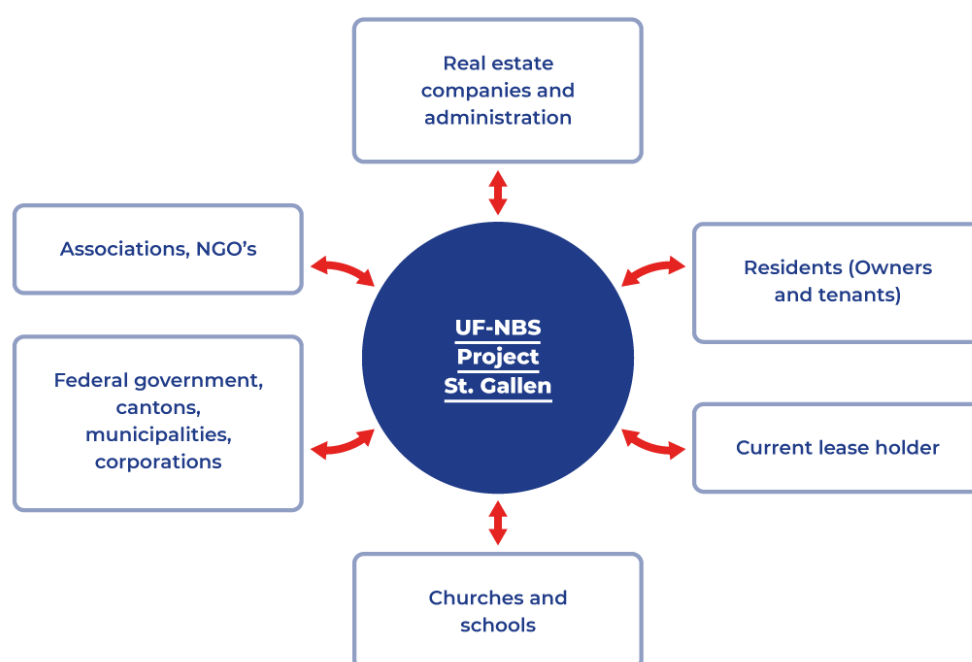 Real estate
companies and
administration
Associations, NGO’s
Residents (Owners
and tenants)
UF-NBS
Project
St. Gallen
Federal government,
cantons,
municipalities,
corporations
Current lease holder
Churches and
schools